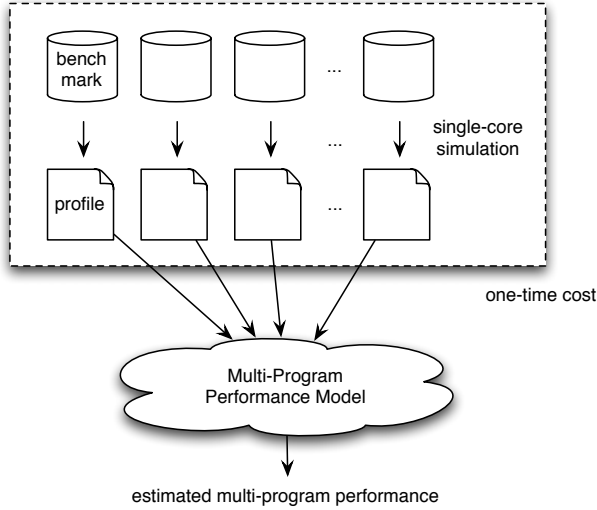 bench
mark
...
...
single-core
simulation
profile
...
one-time cost
Multi-Program
Performance Model
estimated multi-program performance